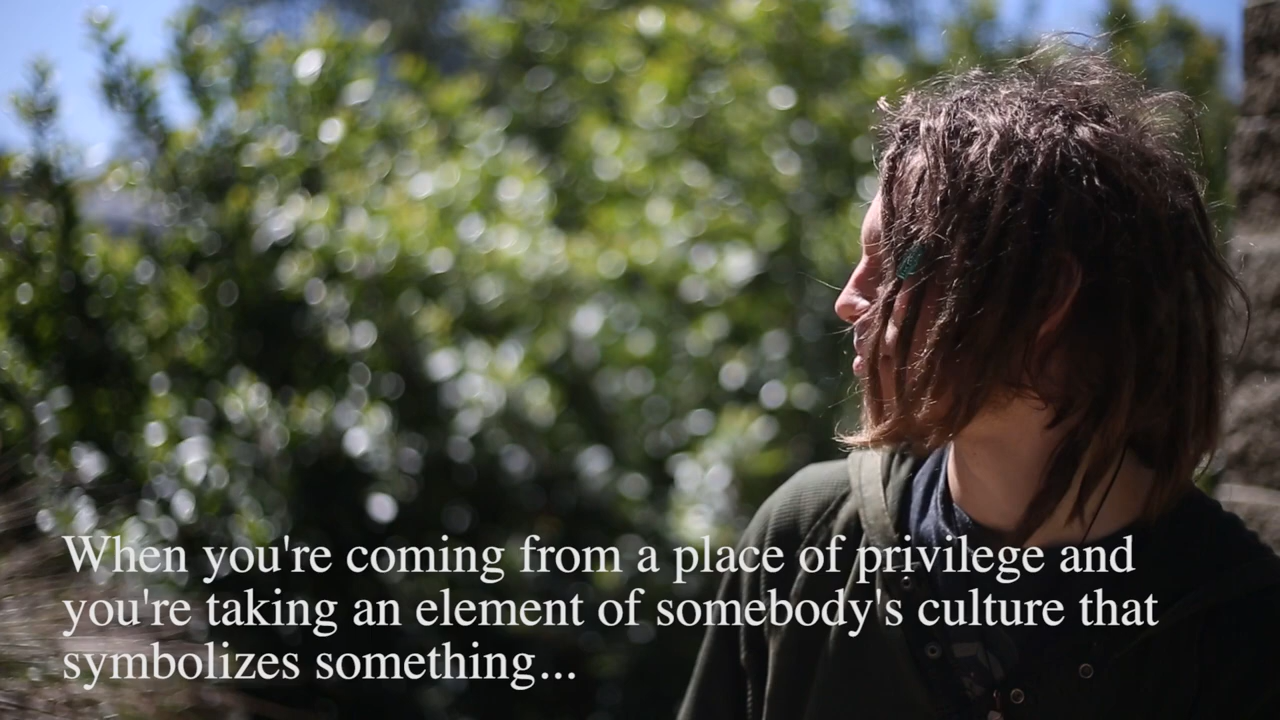 When you're coming from a place of privilege and
you're taking an element of somebody's culture that
symbolizes something...